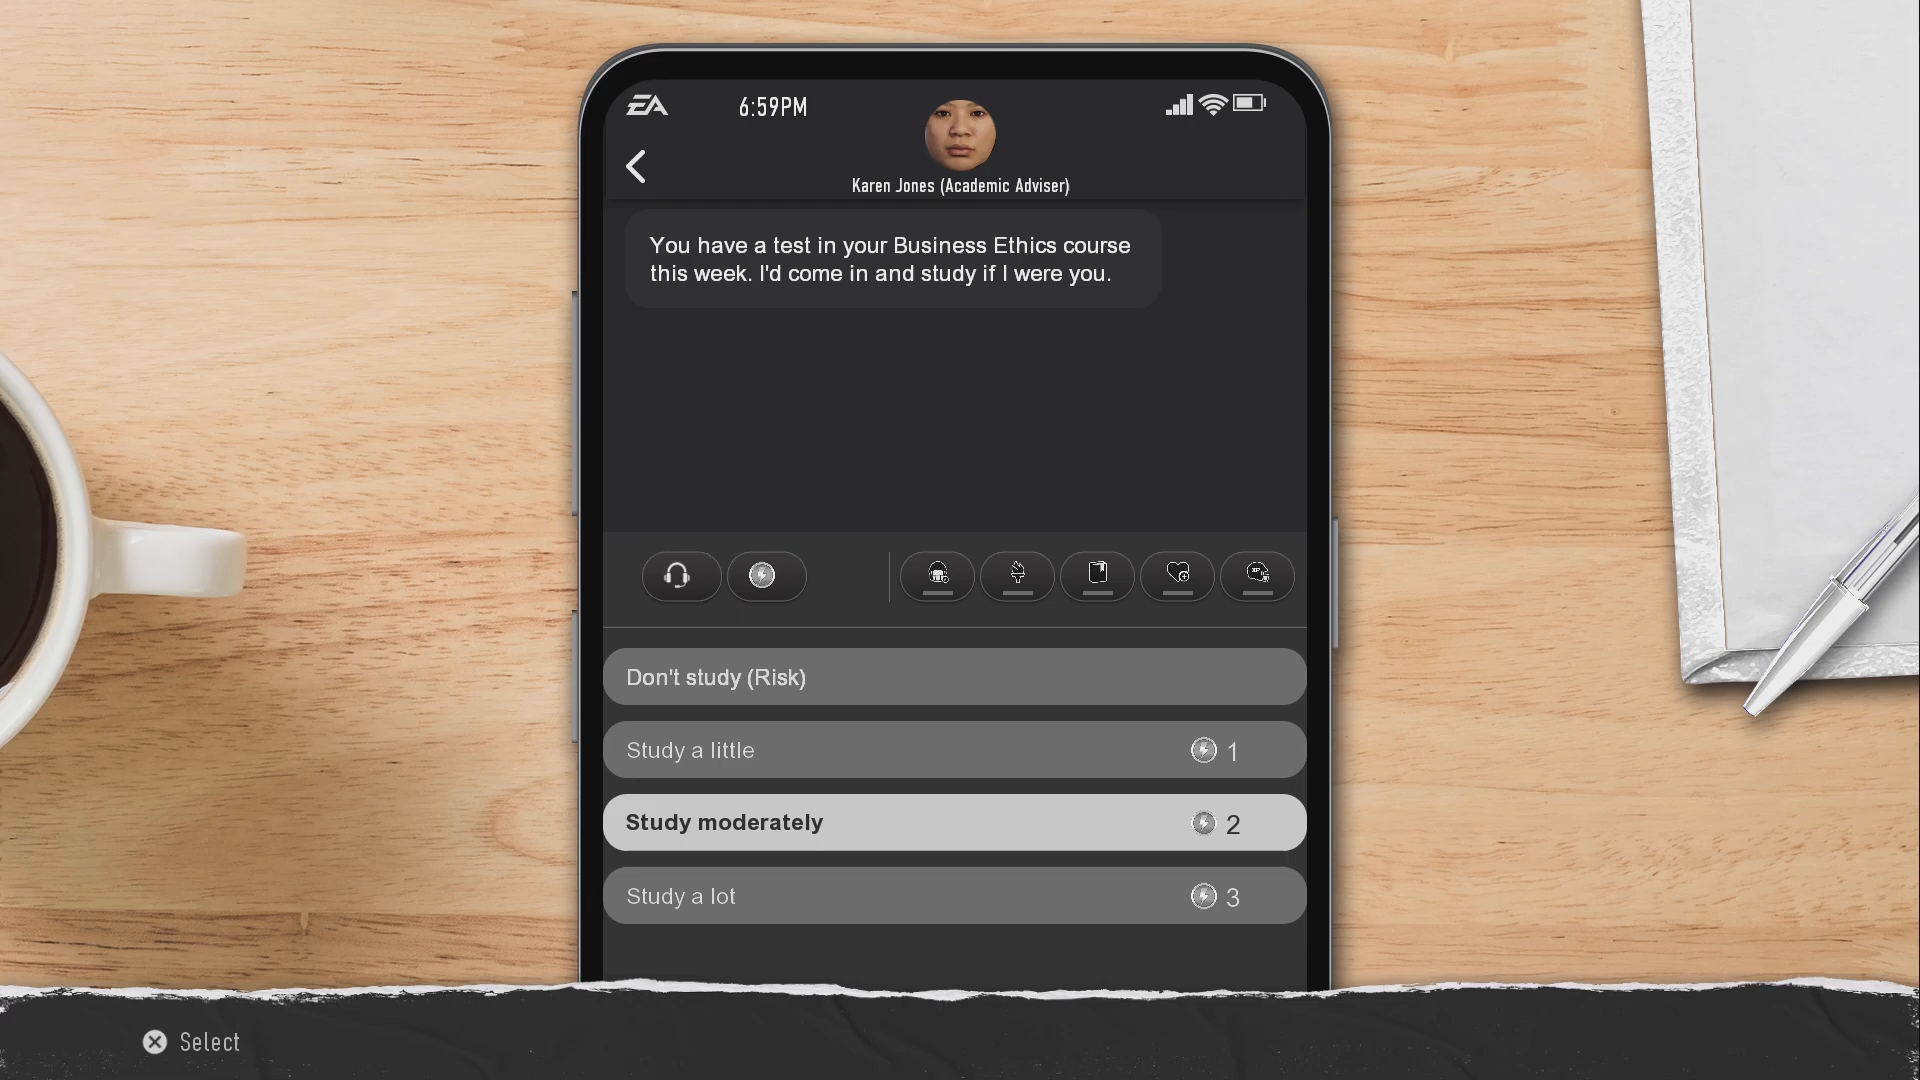 EA
6:59PM
Karen Jones (Academic Adviser)
You have a test in your Business Ethics course
this week. I'd come in and study if I were you.
XP
Don't study (Risk)
Study a little 1
Study moderately 2
Study a lot 3
Select